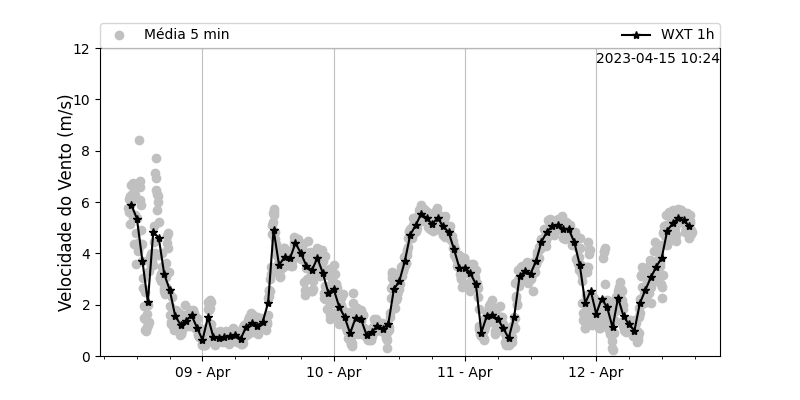 Média 5 min
WXT 1h
2023-04-15 10:24
Velocidade do Vento (m/s)
12
10
8
6
4
2
0
09 - Apr
10 - Apr
11 - Apr
12 - Apr